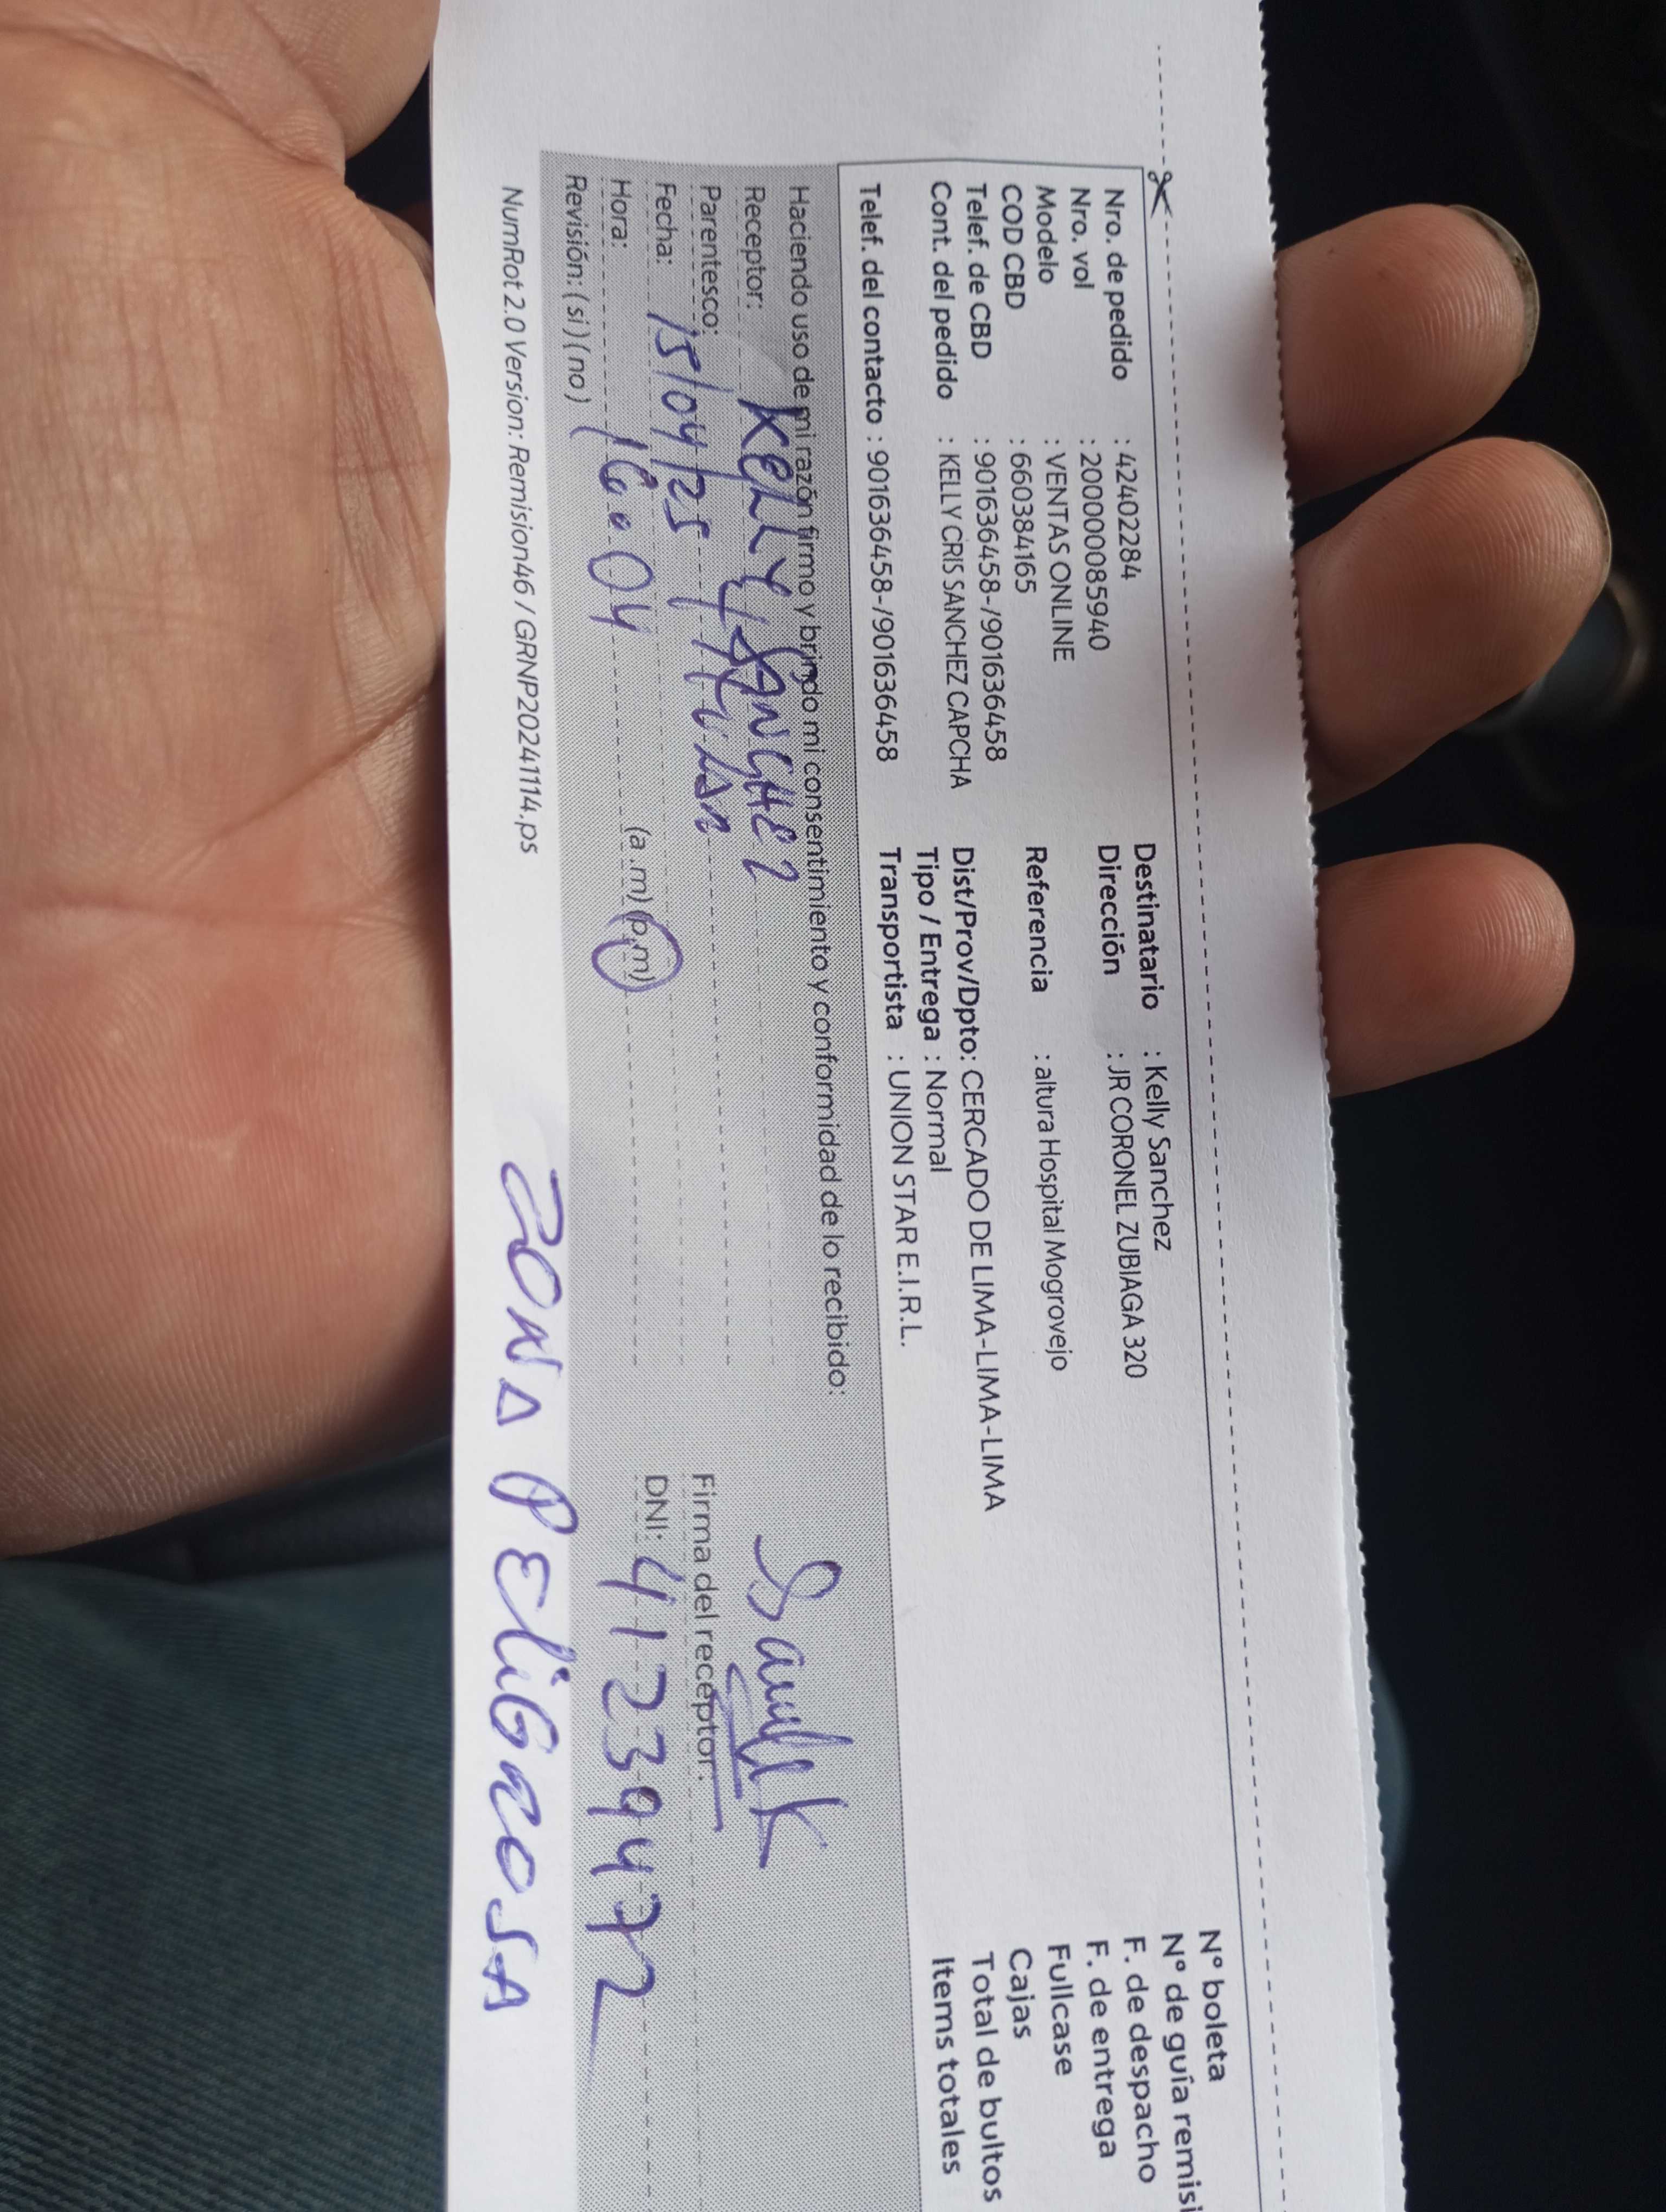 Nro. de pedido : 42402284
Nro. vol : 20000085940
Modelo : VENTAS ONLINE
COD CBD : 660384165
Telef. de CBD : 901636458-/901636458
Cont. del pedido : KELLY CRIS SANCHEZ CAPCHA
Telef. del contacto : 901636458-/901636458
Destinatario : Kelly Sanchez
Dirección : JR CORONEL ZUBIAGA 320
Referencia : altura Hospital Mogrovejo
Dist/Prov/Dpto: CERCADO DE LIMA-LIMA-LIMA
Tipo / Entrega : Normal
Transportista : UNION STAR E.I.R.L.
N° boleta
N° de guía remisi
F. de despacho
F. de entrega
Fullcase
Cajas
Total de bultos
Items totales
Haciendo uso de mi razón firmo y brindo mi consentimiento y conformidad de lo recibido:
Receptor: KELLY SANCHEZ
Parentesco: TITULAR
Fecha: 15/04/25
Hora: 16:04 (a.m) (p.m)
Revisión: (si) (no)
Firma del receptor:
DNI: 41239472
NumRot 2.0 Version: Remision46 / GRNP20241114.ps
ZONA PELIGROSA